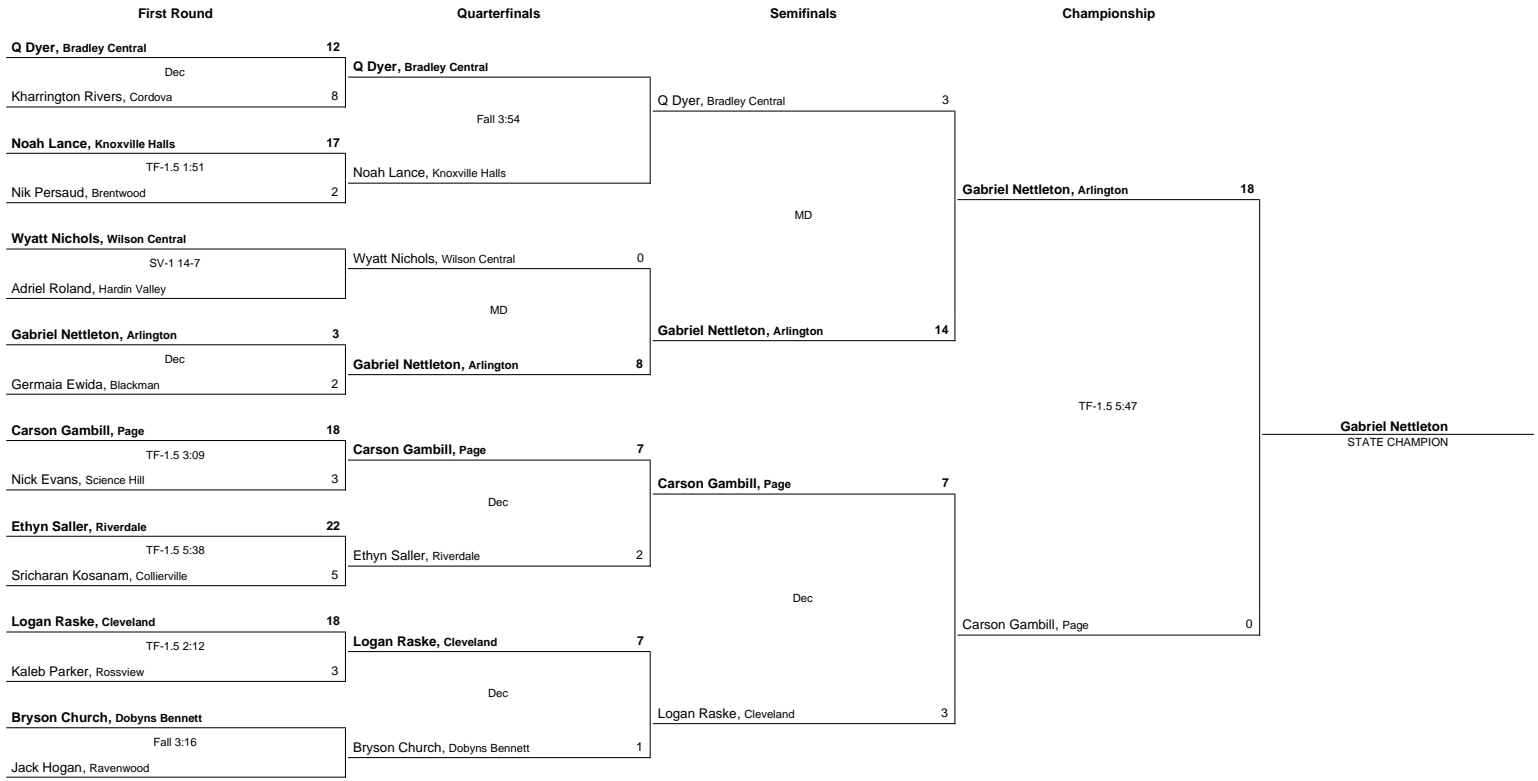 First Round Quarterfinals Semifinals Championship
Q Dyer, Bradley Central 12
Dec
Kharrington Rivers, Cordova 8
Noah Lance, Knoxville Halls 17
TF-1.5 1:51
Nik Persaud, Brentwood 2
Wyatt Nichols, Wilson Central
SV-1 14-7
Adriel Roland, Hardin Valley
Gabriel Nettleton, Arlington 3
Dec
Germaia Ewida, Blackman 2
Carson Gambill, Page 18
TF-1.5 3:09
Nick Evans, Science Hill 3
Ethyn Saller, Riverdale 22
TF-1.5 5:38
Sricharan Kosanam, Collierville 5
Logan Raske, Cleveland 18
TF-1.5 2:12
Kaleb Parker, Rossview 3
Bryson Church, Dobyns Bennett
Fall 3:16
Jack Hogan, Ravenwood
Q Dyer, Bradley Central
Fall 3:54
Noah Lance, Knoxville Halls
Wyatt Nichols, Wilson Central 0
MD
Gabriel Nettleton, Arlington 8
Carson Gambill, Page 7
Dec
Ethyn Saller, Riverdale 2
Logan Raske, Cleveland 7
Dec
Bryson Church, Dobyns Bennett 1
Q Dyer, Bradley Central 3
MD
Gabriel Nettleton, Arlington 14
Carson Gambill, Page 7
Dec
Logan Raske, Cleveland 3
Gabriel Nettleton, Arlington 18
TF-1.5 5:47
Carson Gambill, Page 0
Gabriel Nettleton
STATE CHAMPION